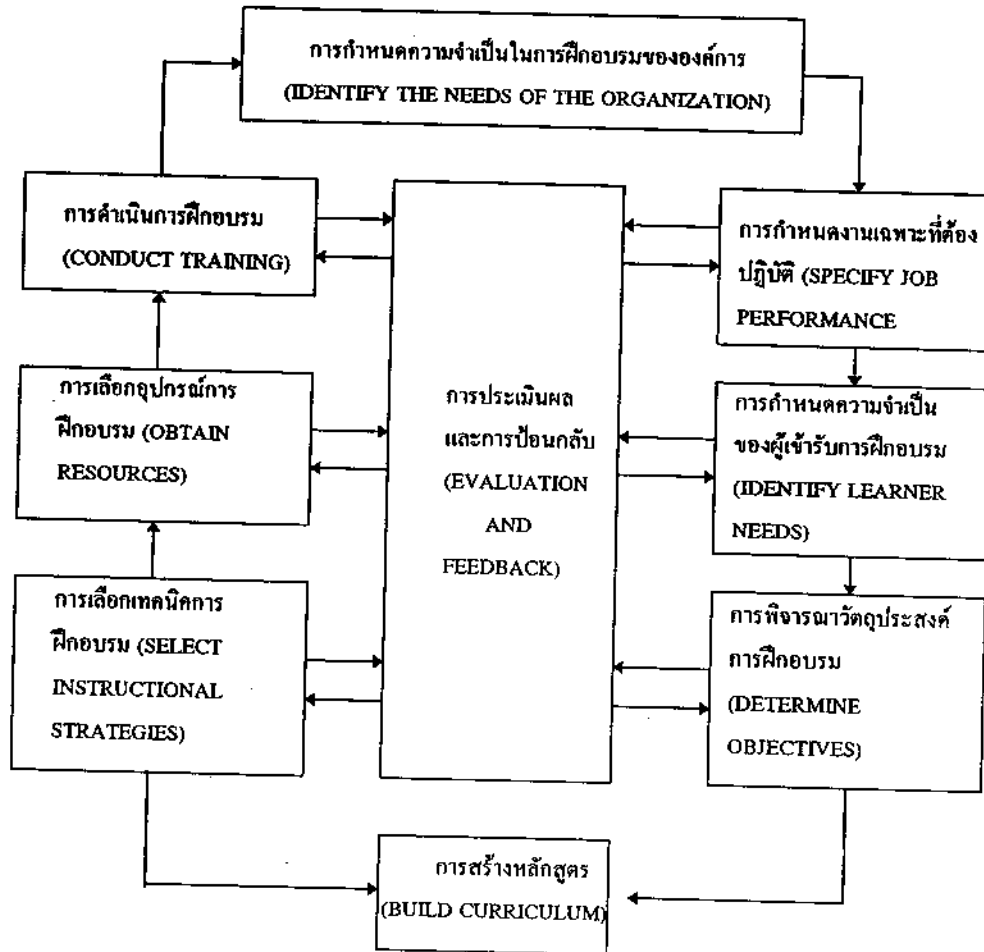 การกำหนดความจำเป็นในการฝึกอบรมขององค์การ
(IDENTIFY THE NEEDS OF THE ORGANIZATION)
การดำเนินการฝึกอบรม
(CONDUCT TRAINING)
การกำหนดงานเฉพาะที่ต้อง
ปฏิบัติ (SPECIFY JOB
PERFORMANCE
การเลือกอุปกรณ์การ
ฝึกอบรม (OBTAIN
RESOURCES)
การประเมินผล
และการป้อนกลับ
(EVALUATION
AND
FEEDBACK)
การกำหนดความจำเป็น
ของผู้เข้ารับการฝึกอบรม
(IDENTIFY LEARNER
NEEDS)
การเลือกเทคนิคการ
ฝึกอบรม (SELECT
INSTRUCTIONAL
STRATEGIES)
การพิจารณาวัตถุประสงค์
การฝึกอบรม
(DETERMINE
OBJECTIVES)
การสร้างหลักสูตร
(BUILD CURRICULUM)